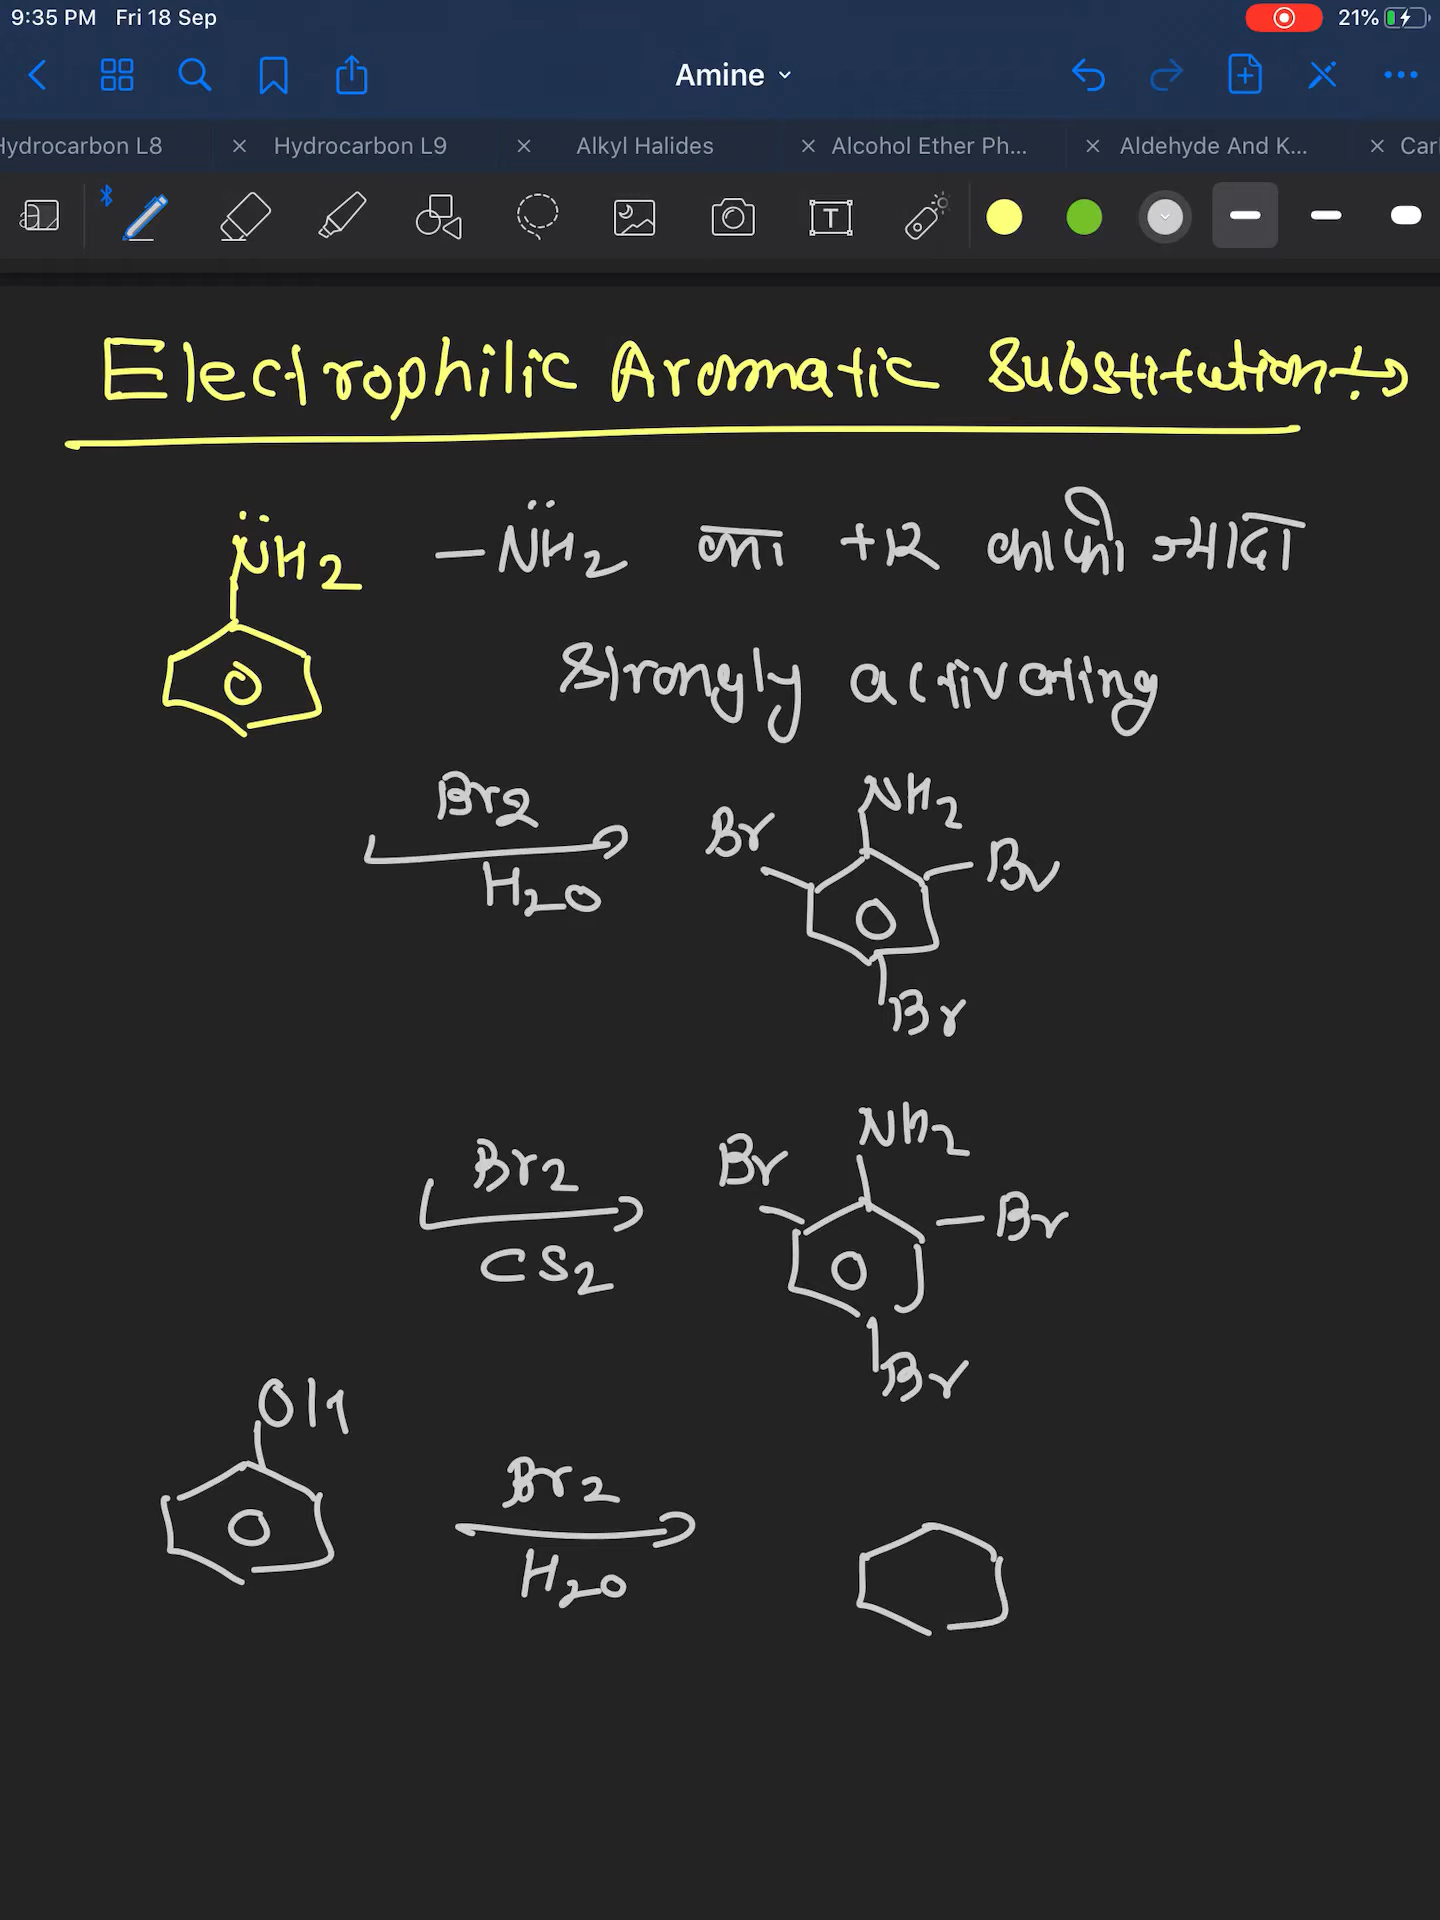 9:35 PM Fri 18 Sep 21%
Amine
Hydrocarbon L8 × Hydrocarbon L9 × Alkyl Halides × Alcohol Ether Ph... × Aldehyde And K... × Car
T
Electrophilic Aromatic Substitution:→
N̈H2 —N̈H2 का +R काफी ज्यादा
Strongly activating
Br2
H2O
NH2
Br
Br
Br
Br2
CS2
NH2
Br
Br
Br
OH
Br2
H2O